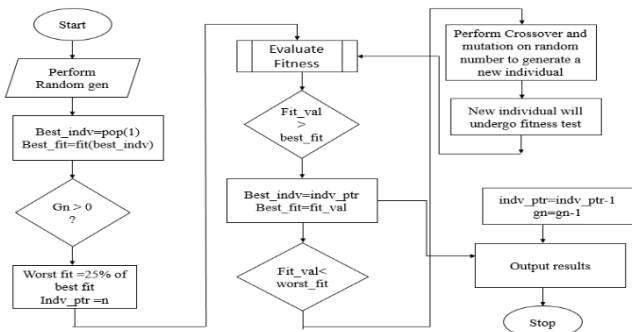 Start
Perform
Random gen
Best_indv=pop(1)
Best_fit=fit(best_indv)
Gn > 0
?
Worst fit =25% of
best fit
Indv_ptr =n
Evaluate
Fitness
Fit_val
>
best_fit
Best_indv=indv_ptr
Best_fit=fit_val
Fit_val<
worst_fit
Perform Crossover and
mutation on random
number to generate a
new individual
New individual will
undergo fitness test
indv_ptr=indv_ptr-1
gn=gn-1
Output results
Stop